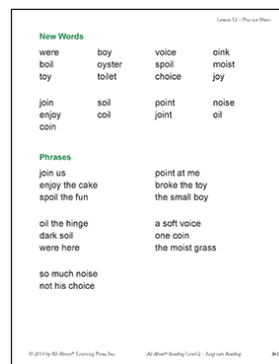 Lesson 52 – Practice Sheet
New Words
were boy voice oink
boil oyster spoil moist
toy toilet choice joy
join soil point noise
enjoy coil joint oil
coin
Phrases
join us point at me
enjoy the cake broke the toy
spoil the fun the small boy
oil the hinge a soft voice
dark soil one coin
were here the moist grass
so much noise
not his choice
by All About® Learning Press, Inc. All About® Reading Level 2 – Leap into Reading